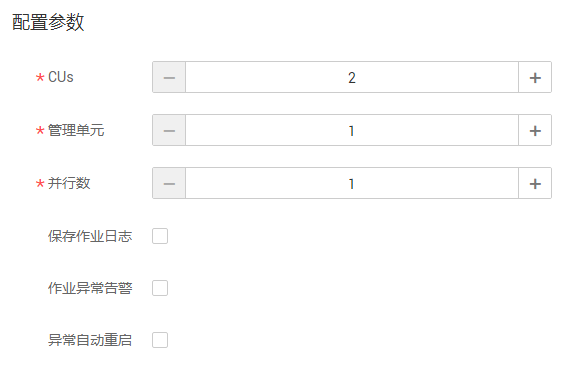 配置参数
* CUs − 2 +
* 管理单元 − 1 +
* 并行数 − 1 +
保存作业日志
作业异常告警
异常自动重启